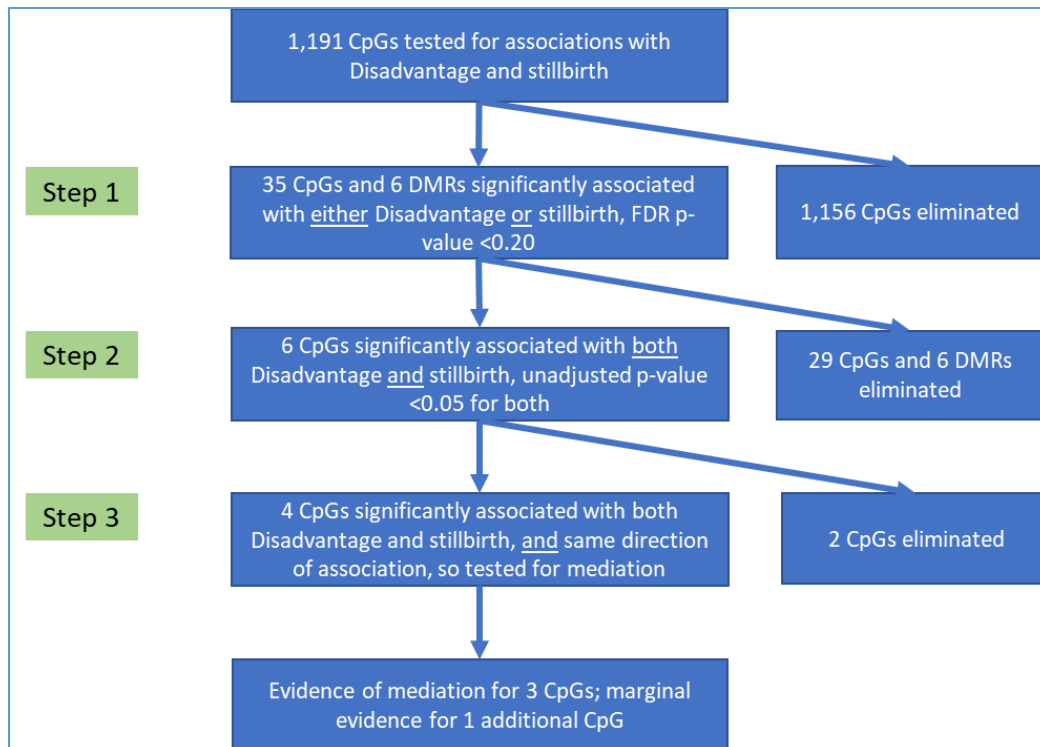 1,191 CpGs tested for associations with
Disadvantage and stillbirth
Step 1
35 CpGs and 6 DMRs significantly associated
with either Disadvantage or stillbirth, FDR p-
value <0.20
1,156 CpGs eliminated
Step 2
6 CpGs significantly associated with both
Disadvantage and stillbirth, unadjusted p-value
<0.05 for both
29 CpGs and 6 DMRs
eliminated
Step 3
4 CpGs significantly associated with both
Disadvantage and stillbirth, and same direction
of association, so tested for mediation
2 CpGs eliminated
Evidence of mediation for 3 CpGs; marginal
evidence for 1 additional CpG